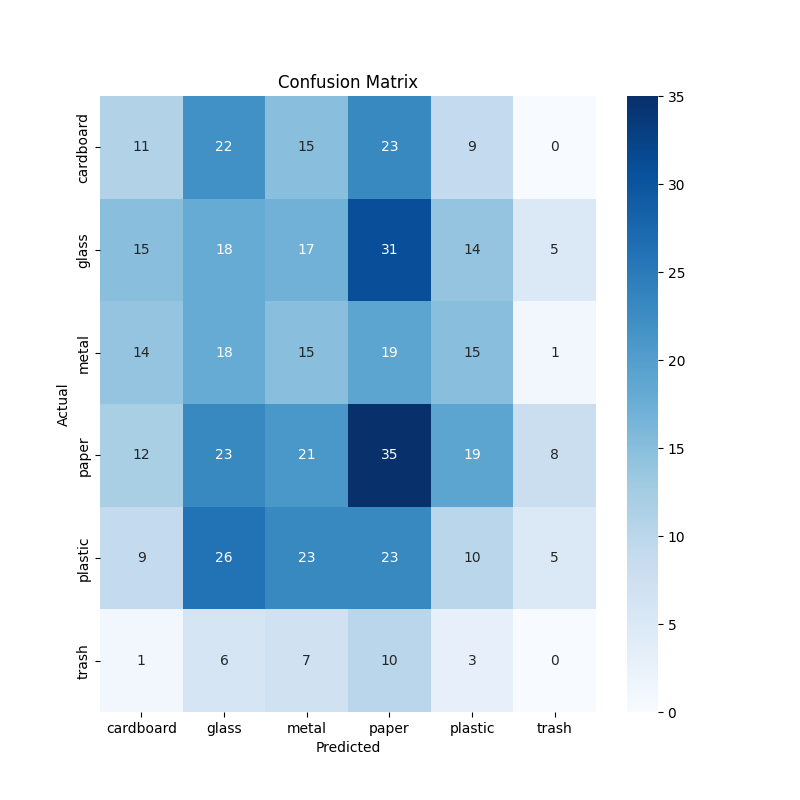 Confusion Matrix
cardboard 11 22 15 23 9 0
glass 15 18 17 31 14 5
metal 14 18 15 19 15 1
paper 12 23 21 35 19 8
plastic 9 26 23 23 10 5
trash 1 6 7 10 3 0
Actual
cardboard glass metal paper plastic trash
Predicted
35
30
25
20
15
10
5
0